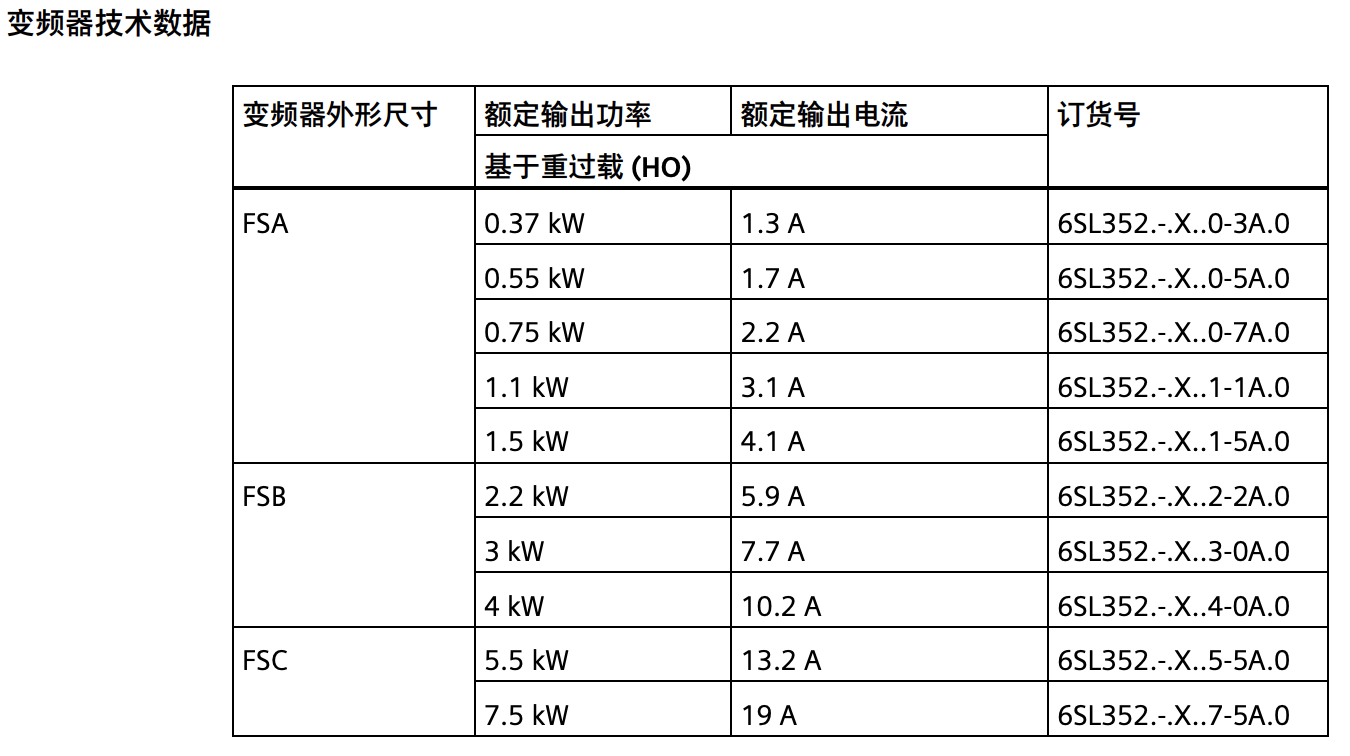 变频器技术数据
变频器外形尺寸 额定输出功率 额定输出电流 订货号
基于重过载 (HO)
FSA 0.37 kW 1.3 A 6SL352.-.X..0-3A.0
0.55 kW 1.7 A 6SL352.-.X..0-5A.0
0.75 kW 2.2 A 6SL352.-.X..0-7A.0
1.1 kW 3.1 A 6SL352.-.X..1-1A.0
1.5 kW 4.1 A 6SL352.-.X..1-5A.0
FSB 2.2 kW 5.9 A 6SL352.-.X..2-2A.0
3 kW 7.7 A 6SL352.-.X..3-0A.0
4 kW 10.2 A 6SL352.-.X..4-0A.0
FSC 5.5 kW 13.2 A 6SL352.-.X..5-5A.0
7.5 kW 19 A 6SL352.-.X..7-5A.0